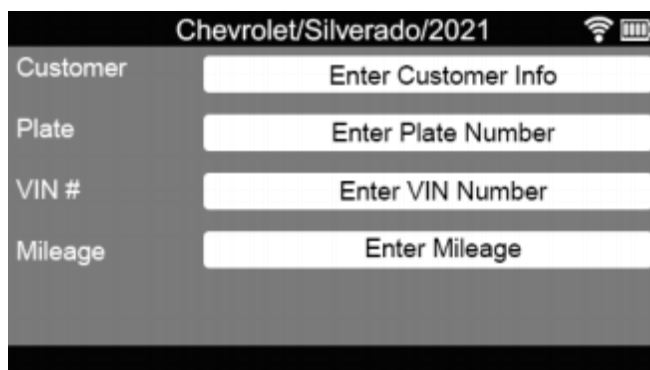 Chevrolet/Silverado/2021
Customer Enter Customer Info
Plate Enter Plate Number
VIN # Enter VIN Number
Mileage Enter Mileage